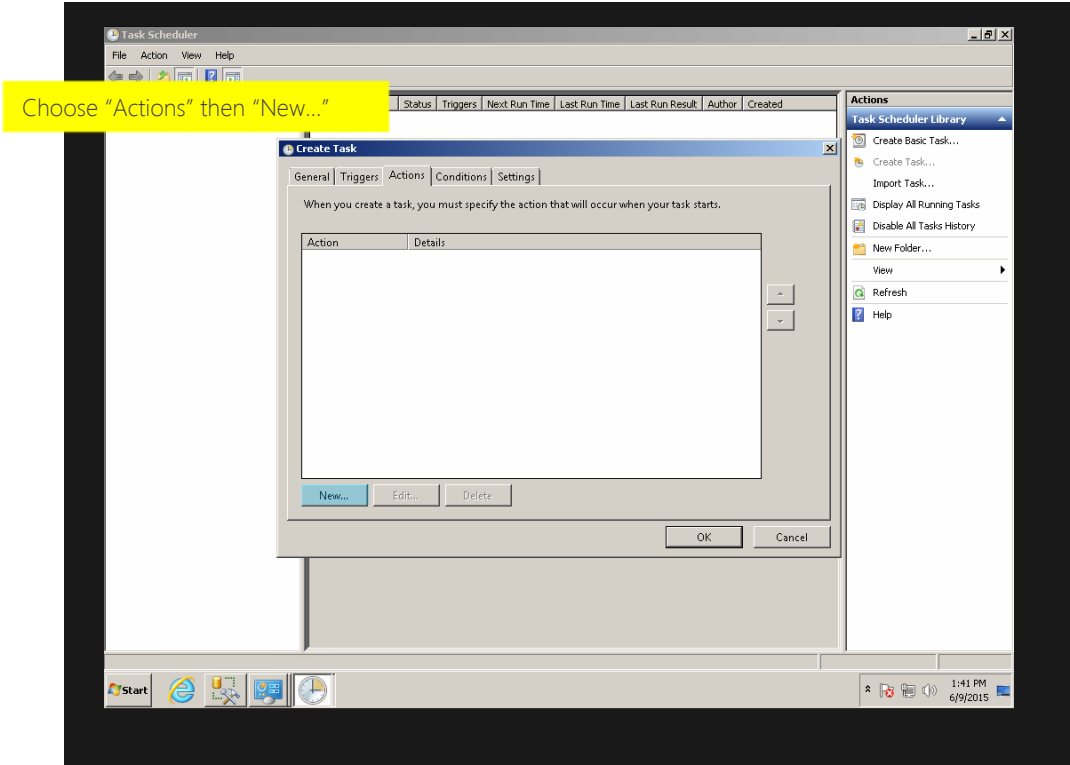 Task Scheduler
File Action View Help
Choose “Actions” then “New...”
Status Triggers Next Run Time Last Run Time Last Run Result Author Created
Actions
Task Scheduler Library
Create Basic Task...
Create Task...
Import Task...
Display All Running Tasks
Disable All Tasks History
New Folder...
View
Refresh
Help
Create Task
General Triggers Actions Conditions Settings
When you create a task, you must specify the action that will occur when your task starts.
Action Details
New... Edit... Delete
OK Cancel
Start
1:41 PM
6/9/2015